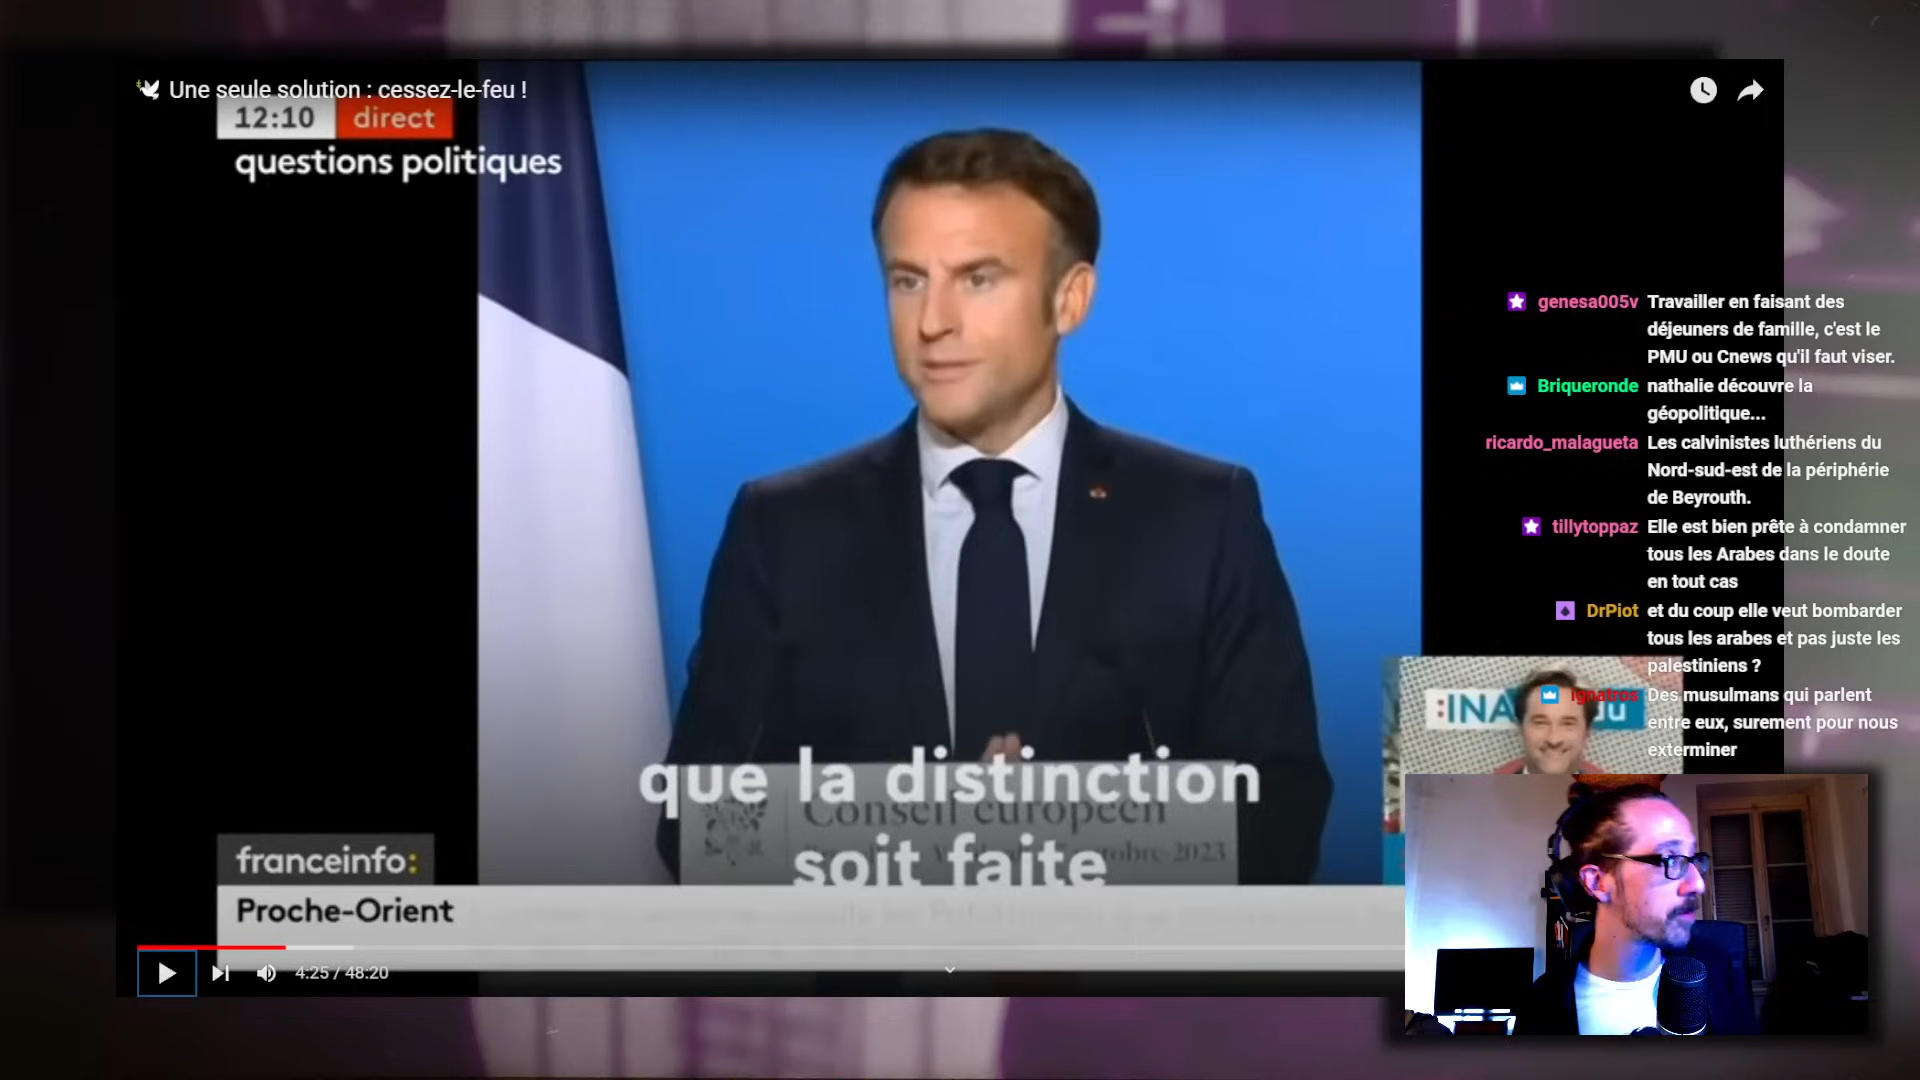 Une seule solution : cessez-le-feu !
12:10 direct
questions politiques
genesa005v Travailler en faisant des
déjeuners de famille, c'est le
PMU ou Cnews qu'il faut viser.
Briqueronde nathalie découvre la
géopolitique...
ricardo_malagueta Les calvinistes luthériens du
Nord-sud-est de la périphérie
de Beyrouth.
tillytoppaz Elle est bien prête à condamner
tous les Arabes dans le doute
en tout cas
DrPiot et du coup elle veut bombarder
tous les arabes et pas juste les
palestiniens ?
Ignatros Des musulmans qui parlent
entre eux, surement pour nous
exterminer
:INA
que la distinction
Conseil européen
soit faite
octobre 2023
franceinfo:
Proche-Orient
4:25 / 48:20